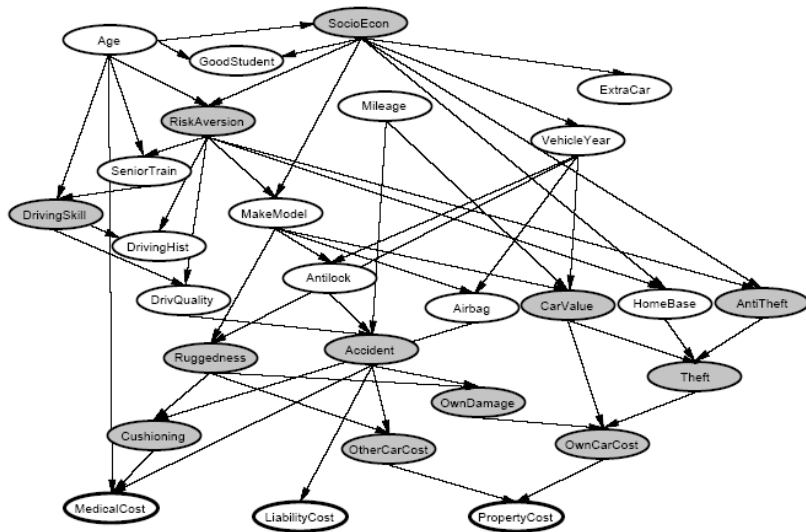 SocioEcon
Age
GoodStudent
ExtraCar
Mileage
RiskAversion
VehicleYear
SeniorTrain
DrivingSkill
MakeModel
DrivingHist
Antilock
DrivQuality
Airbag
CarValue
HomeBase
AntiTheft
Ruggedness
Accident
Theft
OwnDamage
Cushioning
OtherCarCost
OwnCarCost
MedicalCost
LiabilityCost
PropertyCost